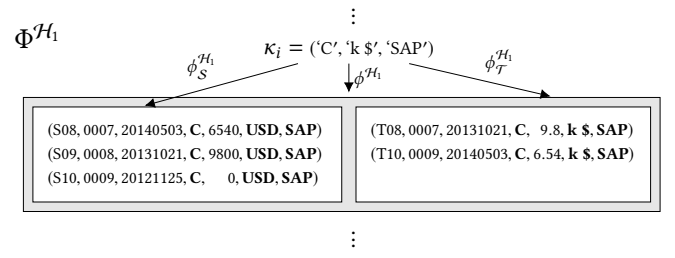 ⋮
Φ^H₁
κᵢ = (‘C′, ‘k $′, ‘SAP′)
ϕ_S^H₁ ϕ^H₁ ϕ_T^H₁
(S08, 0007, 20140503, C, 6540, USD, SAP) (T08, 0007, 20131021, C, 9.8, k $, SAP)
(S09, 0008, 20131021, C, 9800, USD, SAP) (T10, 0009, 20140503, C, 6.54, k $, SAP)
(S10, 0009, 20121125, C, 0, USD, SAP)
⋮